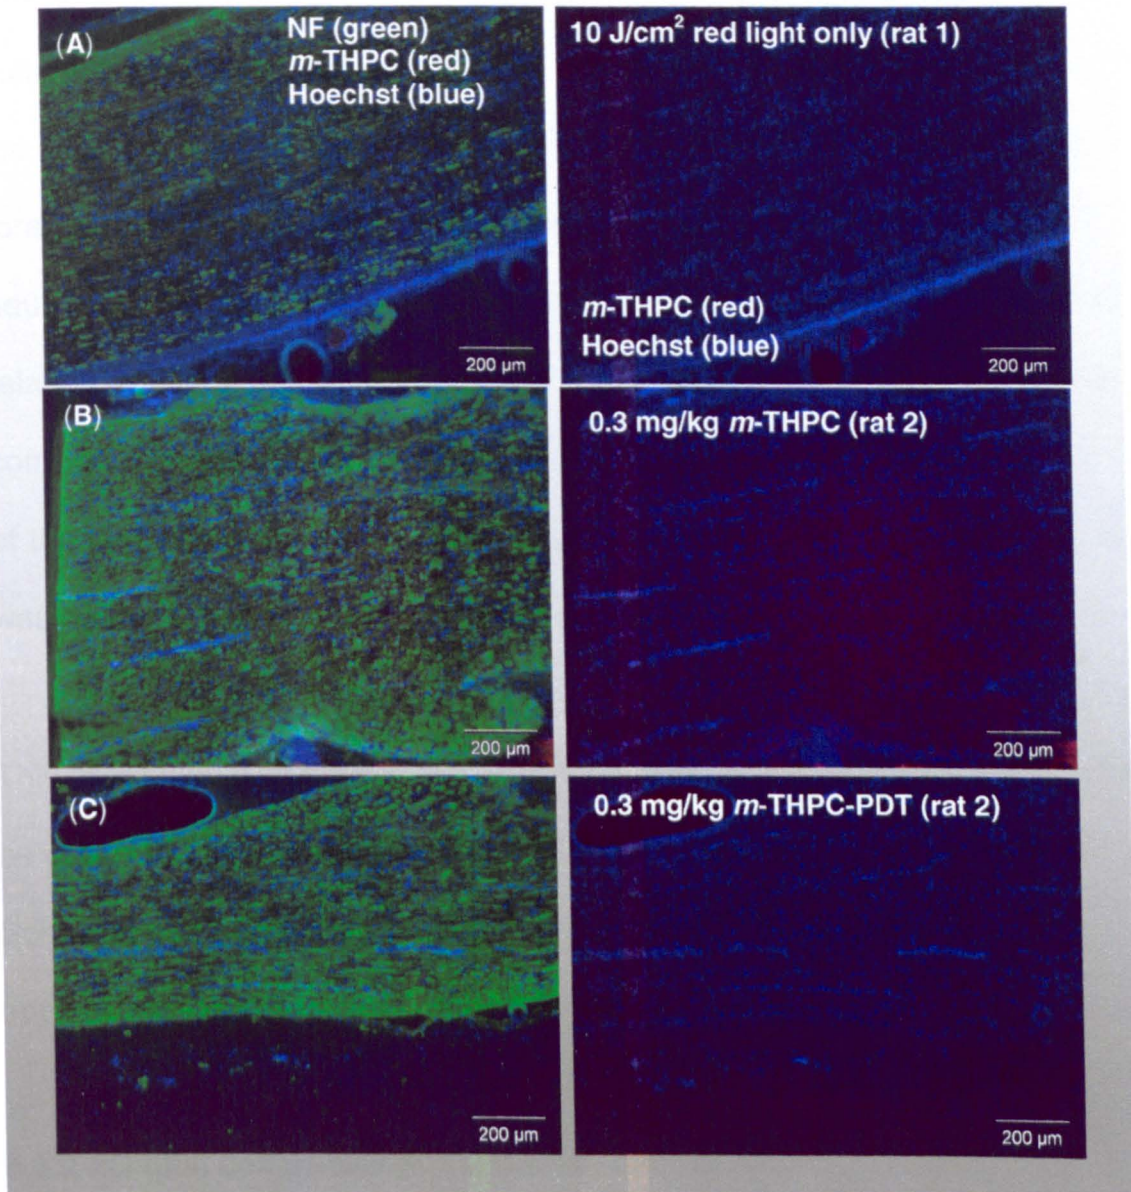 (A)
NF (green)
m-THPC (red)
Hoechst (blue)
10 J/cm² red light only (rat 1)
m-THPC (red)
Hoechst (blue)
200 µm
200 µm
(B)
0.3 mg/kg m-THPC (rat 2)
200 µm
200 µm
(C)
0.3 mg/kg m-THPC-PDT (rat 2)
200 µm
200 µm